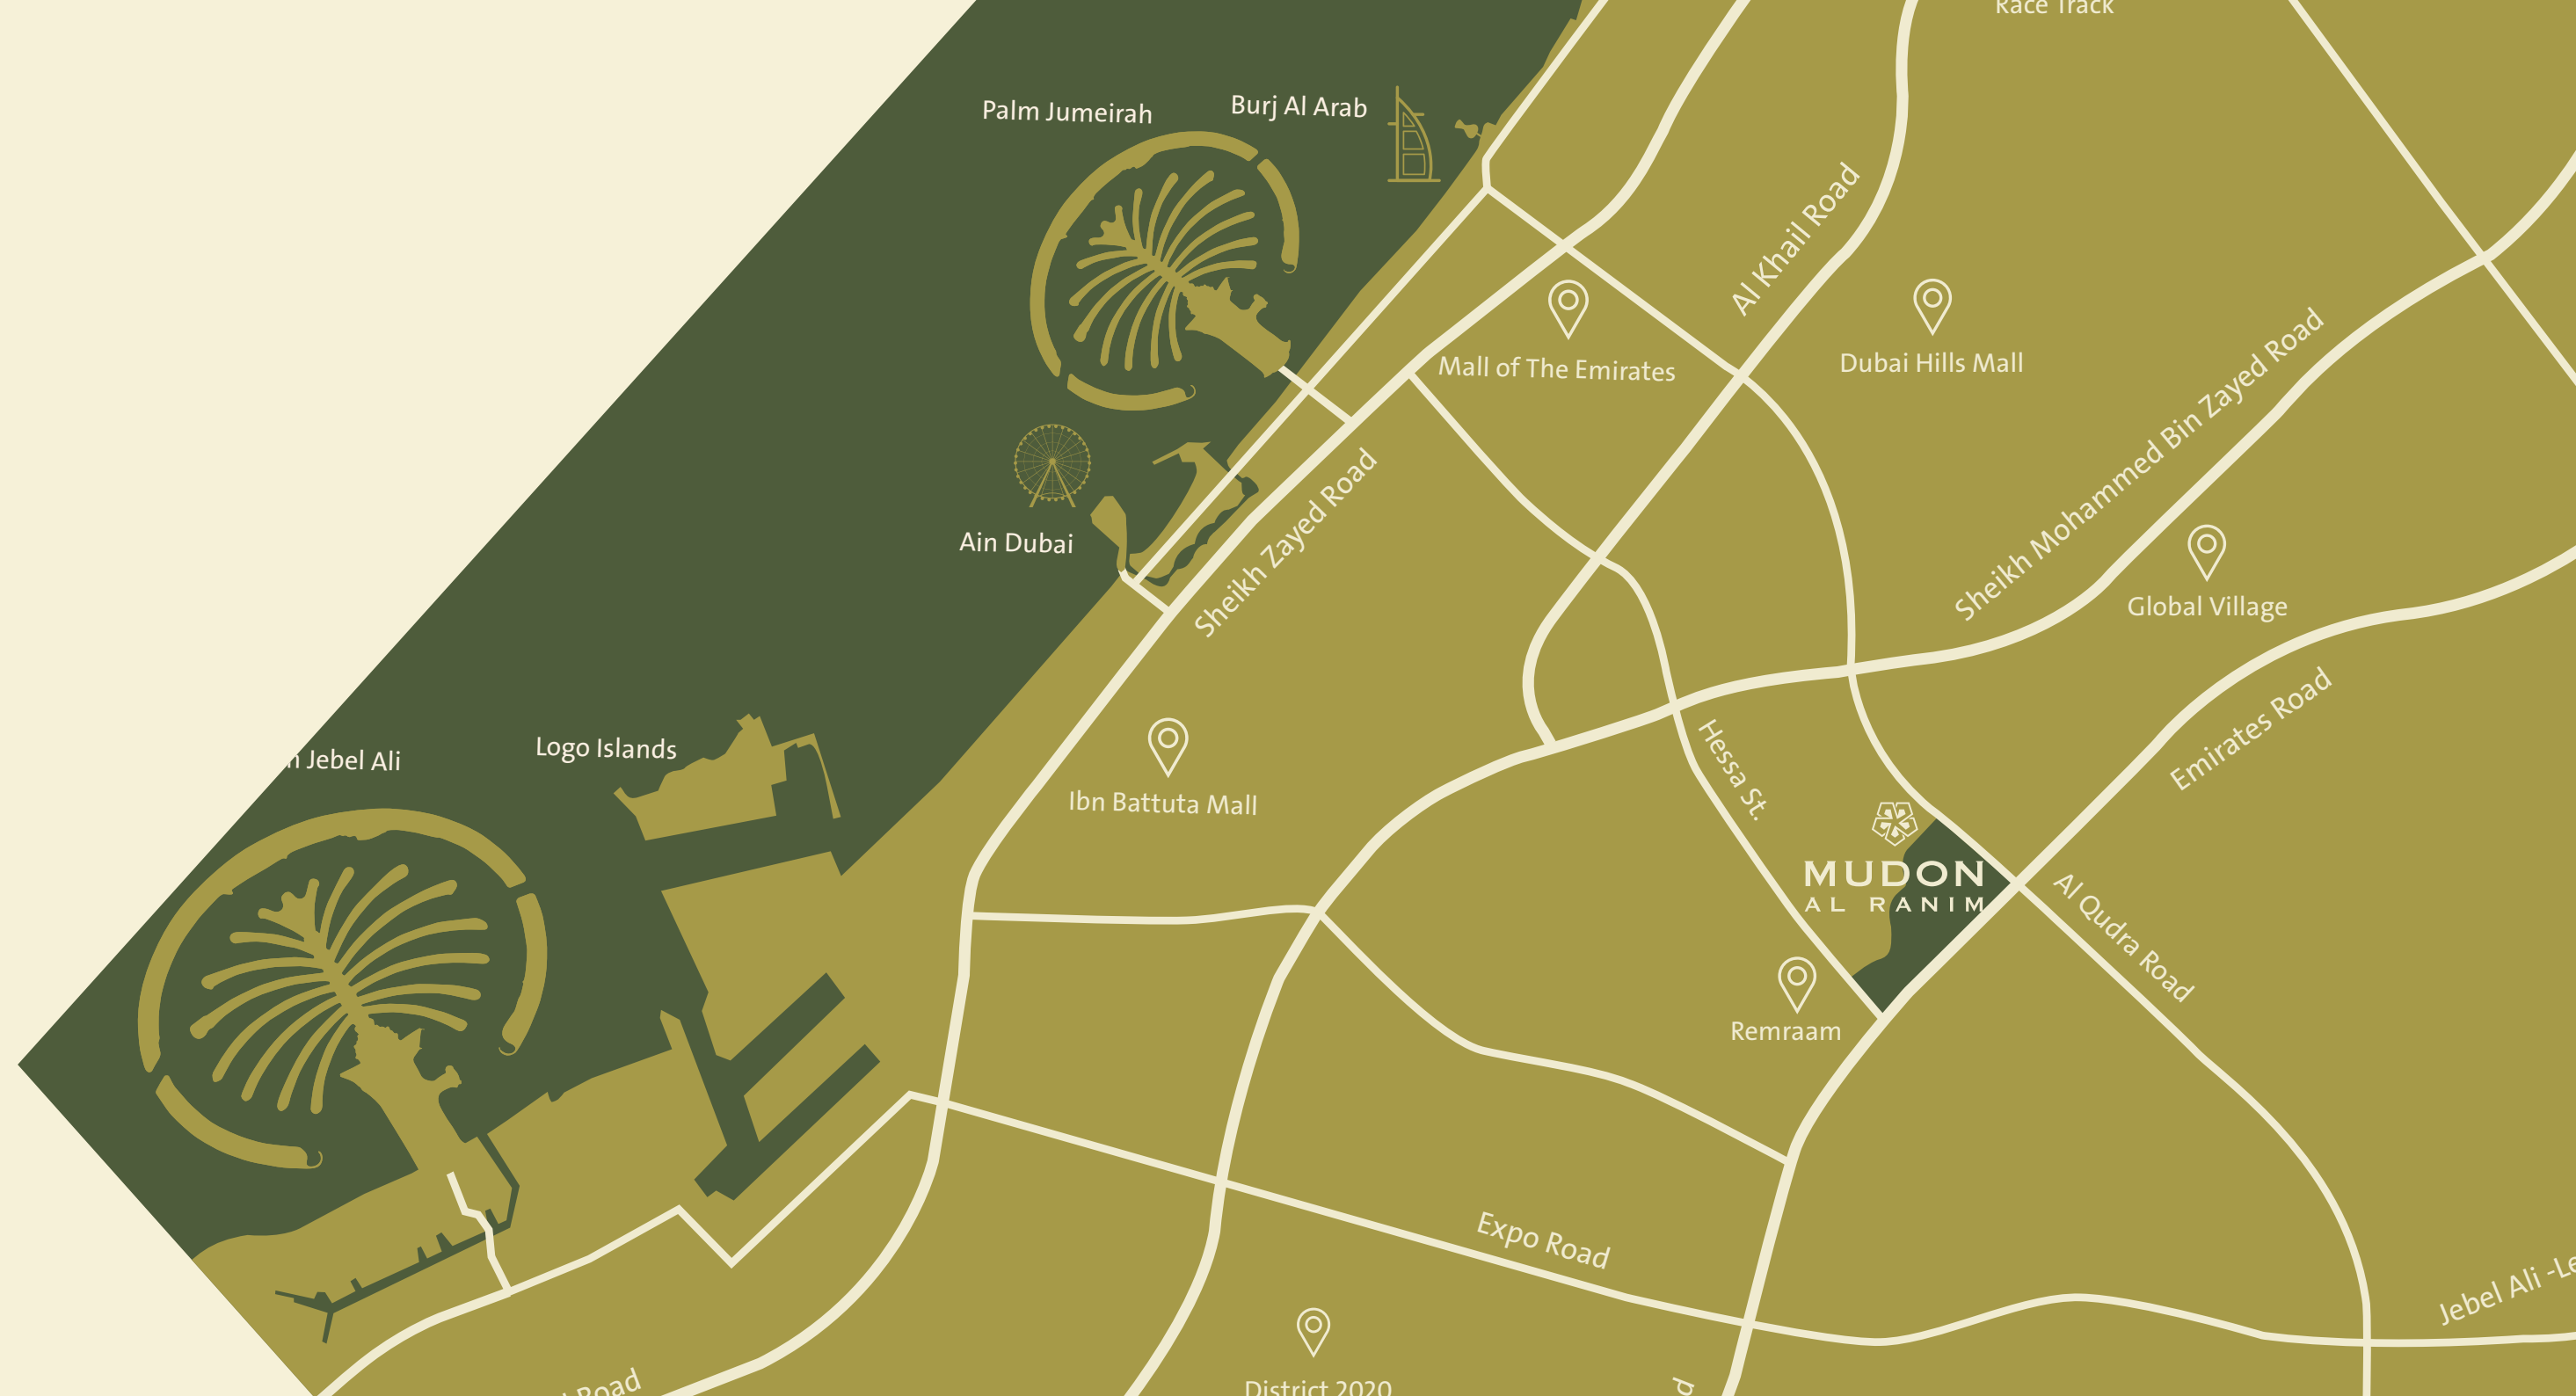 Race Track
Palm Jumeirah
Burj Al Arab
Al Khail Road
Mall of The Emirates
Dubai Hills Mall
Sheikh Mohammed Bin Zayed Road
Sheikh Zayed Road
Ain Dubai
Global Village
Emirates Road
Jebel Ali
Logo Islands
Ibn Battuta Mall
Hessa St.
MUDON
AL RANIM
Al Qudra Road
Remraam
Expo Road
Jebel Ali -Le
District 2020
Road